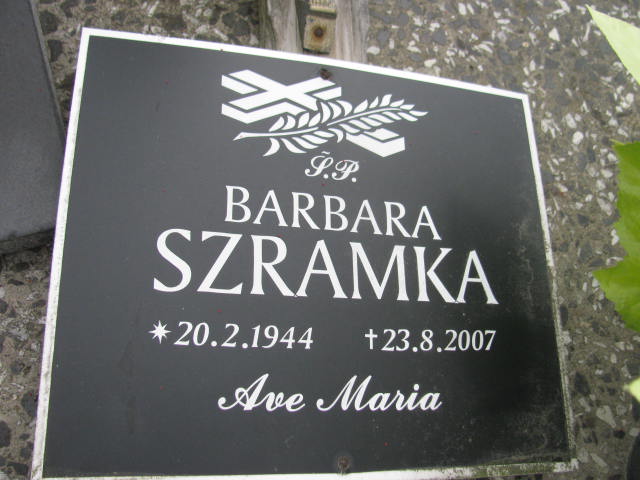 Ś.P.
BARBARA
SZRAMKA
*20.2.1944 †23.8.2007
Ave Maria